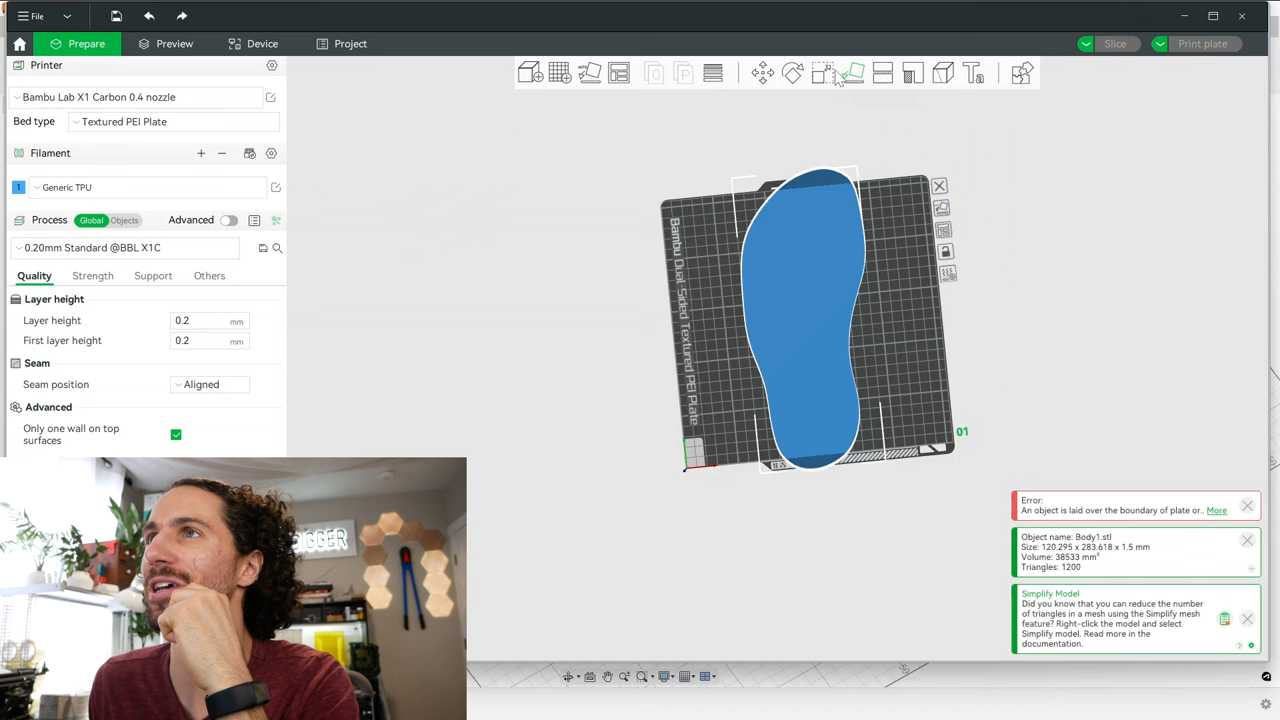 File
Prepare
Preview
Device
Project
Slice
Print plate
Printer
Bambu Lab X1 Carbon 0.4 nozzle
Bed type
Textured PEI Plate
Filament
1
Generic TPU
Process
Global
Objects
Advanced
0.20mm Standard @BBL X1C
Quality
Strength
Support
Others
Layer height
Layer height
0.2
mm
First layer height
0.2
mm
Seam
Seam position
Aligned
Advanced
Only one wall on top
surfaces
Bambu Dual-Sided Textured PEI Plate
01
Error:
An object is laid over the boundary of plate or.. More
Object name: Body1.stl
Size: 120.295 x 283.618 x 1.5 mm
Volume: 38533 mm³
Triangles: 1200
Simplify Model
Did you know that you can reduce the
number of triangles in a mesh using the Simplify mesh
feature? Right-click the model and select
Simplify model. Read more in the
documentation.
50